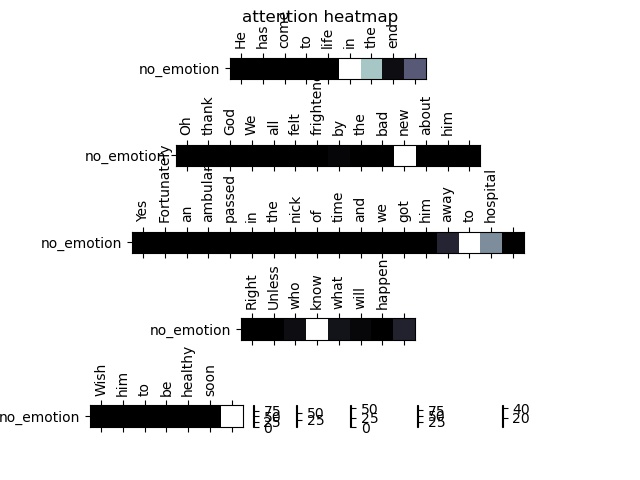 attention heatmap
He has come to life in the end
no_emotion
Oh thank God We all felt frightened by the bad new about him
no_emotion
Yes Fortunately an ambulan passed in the nick of time and we got him away to hospital
no_emotion
Right Unless who know what will happen
no_emotion
Wish him to be healthy soon
no_emotion
75 50 25 0
50 25
50 25 0
75 50 25
40 20